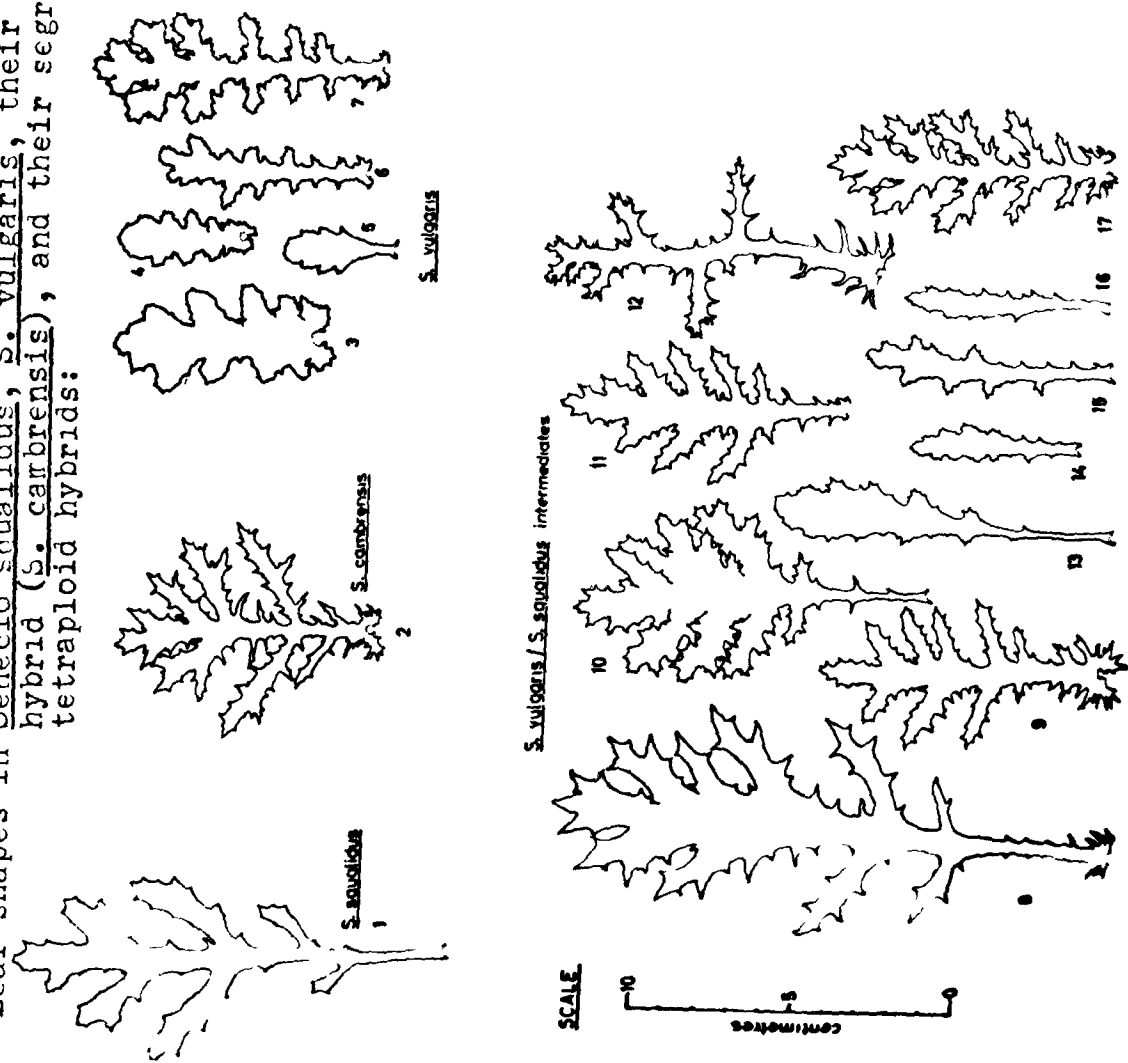 Leaf shapes in Senecio squalidus, S. vulgaris, their
hybrid (S. cambrensis), and their segr
tetraploid hybrids:
S. squalidus
1
S. cambrensis
2
3
4
5
6
7
S. vulgaris
S. vulgaris / S. squalidus intermediates
8
9
10
11
12
13
14
15
16
17
SCALE
10
5
0
centimetres